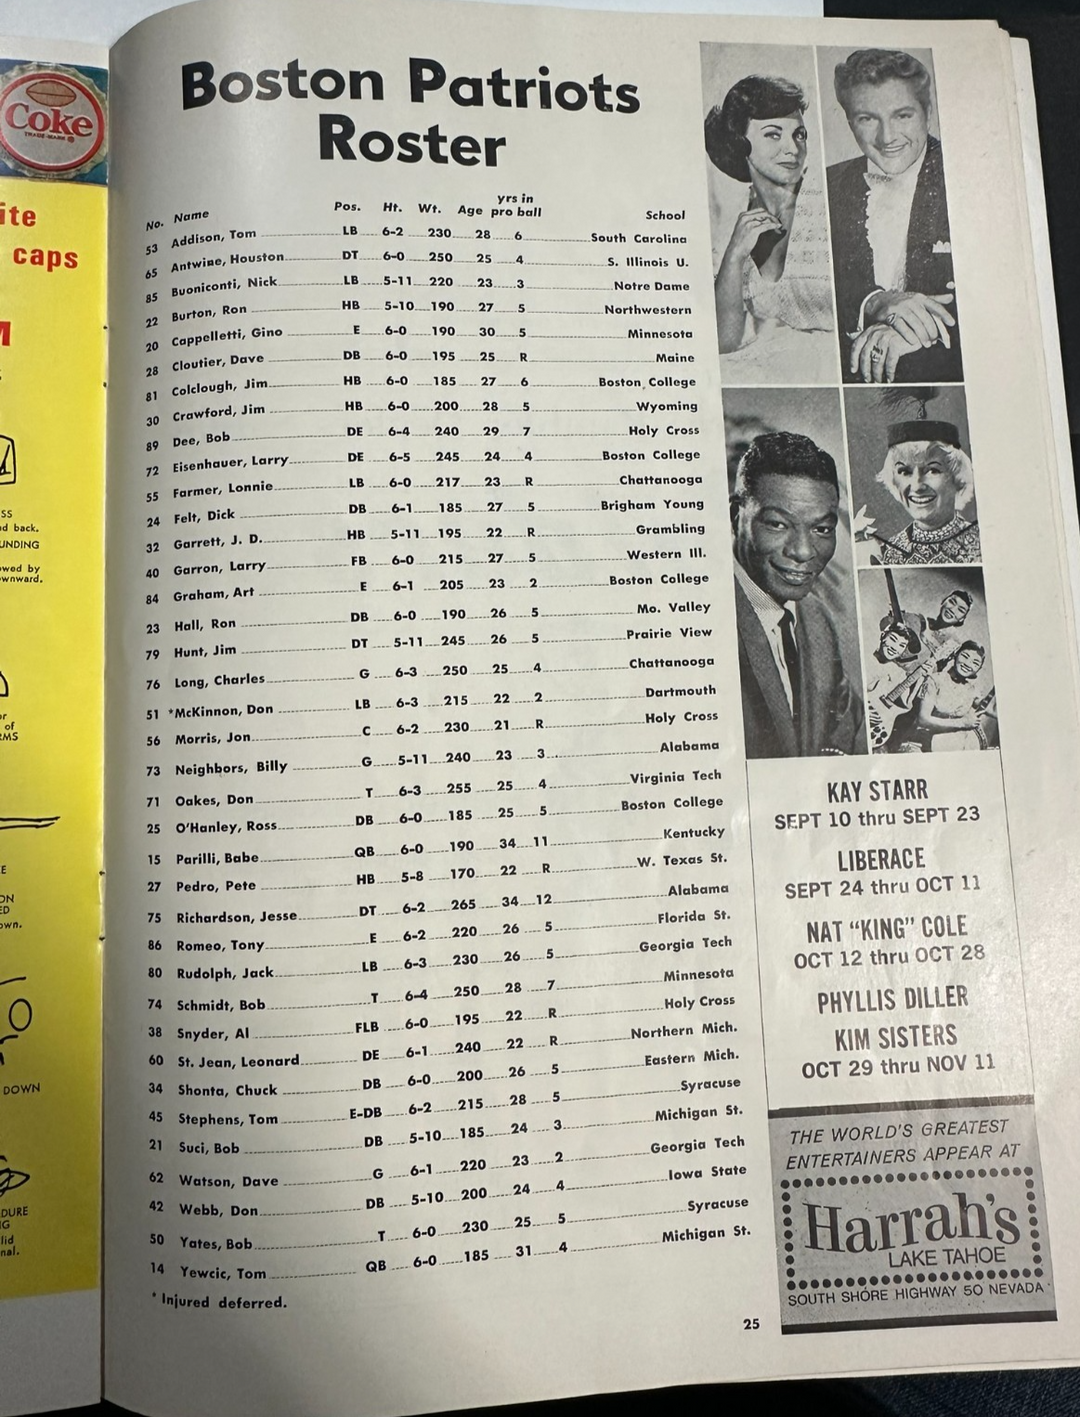 Coke
TRADE-MARK ®
ite
caps
M
SS
d back.
UNDING
owed by
ownward.
or
of
RMS
E
ON
ED
own.
DOWN
DURE
G
lid
nal.
Boston Patriots
Roster
No. Name Pos. Ht. Wt. Age yrs in pro ball School
53 Addison, Tom LB 6-2 230 28 6 South Carolina
65 Antwine, Houston DT 6-0 250 25 4 S. Illinois U.
85 Buoniconti, Nick LB 5-11 220 23 3 Notre Dame
22 Burton, Ron HB 5-10 190 27 5 Northwestern
20 Cappelletti, Gino E 6-0 190 30 5 Minnesota
28 Cloutier, Dave DB 6-0 195 25 R Maine
81 Colclough, Jim HB 6-0 185 27 6 Boston College
30 Crawford, Jim HB 6-0 200 28 5 Wyoming
89 Dee, Bob DE 6-4 240 29 7 Holy Cross
72 Eisenhauer, Larry DE 6-5 245 24 4 Boston College
55 Farmer, Lonnie LB 6-0 217 23 R Chattanooga
24 Felt, Dick DB 6-1 185 27 5 Brigham Young
32 Garrett, J. D. HB 5-11 195 22 R Grambling
40 Garron, Larry FB 6-0 215 27 5 Western Ill.
84 Graham, Art E 6-1 205 23 2 Boston College
23 Hall, Ron DB 6-0 190 26 5 Mo. Valley
79 Hunt, Jim DT 5-11 245 26 5 Prairie View
76 Long, Charles G 6-3 250 25 4 Chattanooga
51 *McKinnon, Don LB 6-3 215 22 2 Dartmouth
56 Morris, Jon C 6-2 230 21 R Holy Cross
73 Neighbors, Billy G 5-11 240 23 3 Alabama
71 Oakes, Don T 6-3 255 25 4 Virginia Tech
25 O'Hanley, Ross DB 6-0 185 25 5 Boston College
15 Parilli, Babe QB 6-0 190 34 11 Kentucky
27 Pedro, Pete HB 5-8 170 22 R W. Texas St.
75 Richardson, Jesse DT 6-2 265 34 12 Alabama
86 Romeo, Tony E 6-2 220 26 5 Florida St.
80 Rudolph, Jack LB 6-3 230 26 5 Georgia Tech
74 Schmidt, Bob T 6-4 250 28 7 Minnesota
38 Snyder, Al FLB 6-0 195 22 R Holy Cross
60 St. Jean, Leonard DE 6-1 240 22 R Northern Mich.
34 Shonta, Chuck DB 6-0 200 26 5 Eastern Mich.
45 Stephens, Tom E-DB 6-2 215 28 5 Syracuse
21 Suci, Bob DB 5-10 185 24 3 Michigan St.
62 Watson, Dave G 6-1 220 23 2 Georgia Tech
42 Webb, Don DB 5-10 200 24 4 Iowa State
50 Yates, Bob T 6-0 230 25 5 Syracuse
14 Yewcic, Tom QB 6-0 185 31 4 Michigan St.
* Injured deferred.
25
KAY STARR
SEPT 10 thru SEPT 23
LIBERACE
SEPT 24 thru OCT 11
NAT “KING” COLE
OCT 12 thru OCT 28
PHYLLIS DILLER
KIM SISTERS
OCT 29 thru NOV 11
THE WORLD'S GREATEST
ENTERTAINERS APPEAR AT
Harrah's
LAKE TAHOE
SOUTH SHORE HIGHWAY 50 NEVADA